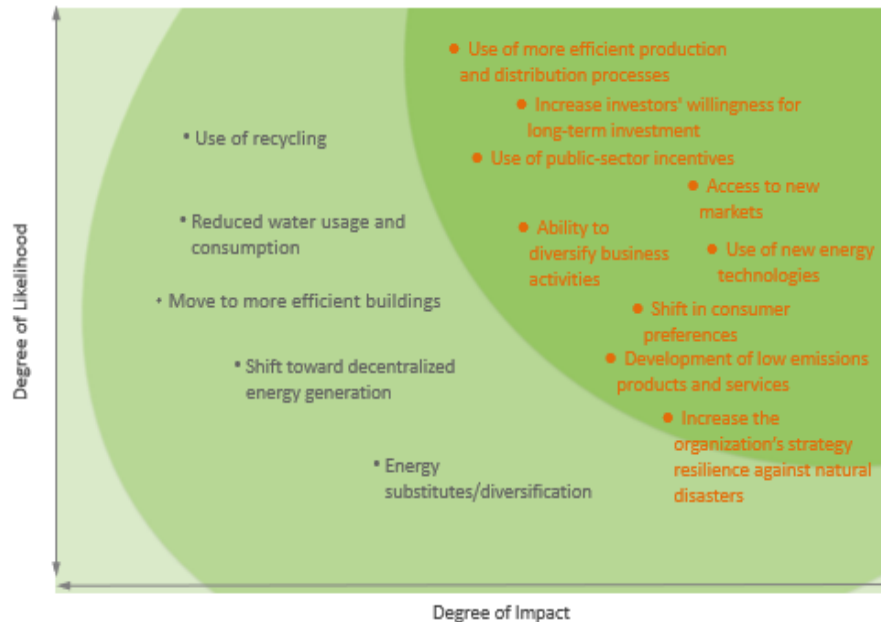 • Use of more efficient production
and distribution processes
• Increase investors' willingness for
long-term investment
• Use of recycling
• Use of public-sector incentives
• Access to new
markets
• Reduced water usage and
consumption
• Ability to
diversify business
activities
• Use of new energy
technologies
• Move to more efficient buildings
• Shift in consumer
preferences
• Shift toward decentralized
energy generation
• Development of low emissions
products and services
• Increase the
organization's strategy
resilience against natural
disasters
• Energy
substitutes/diversification
Degree of Likelihood
Degree of Impact